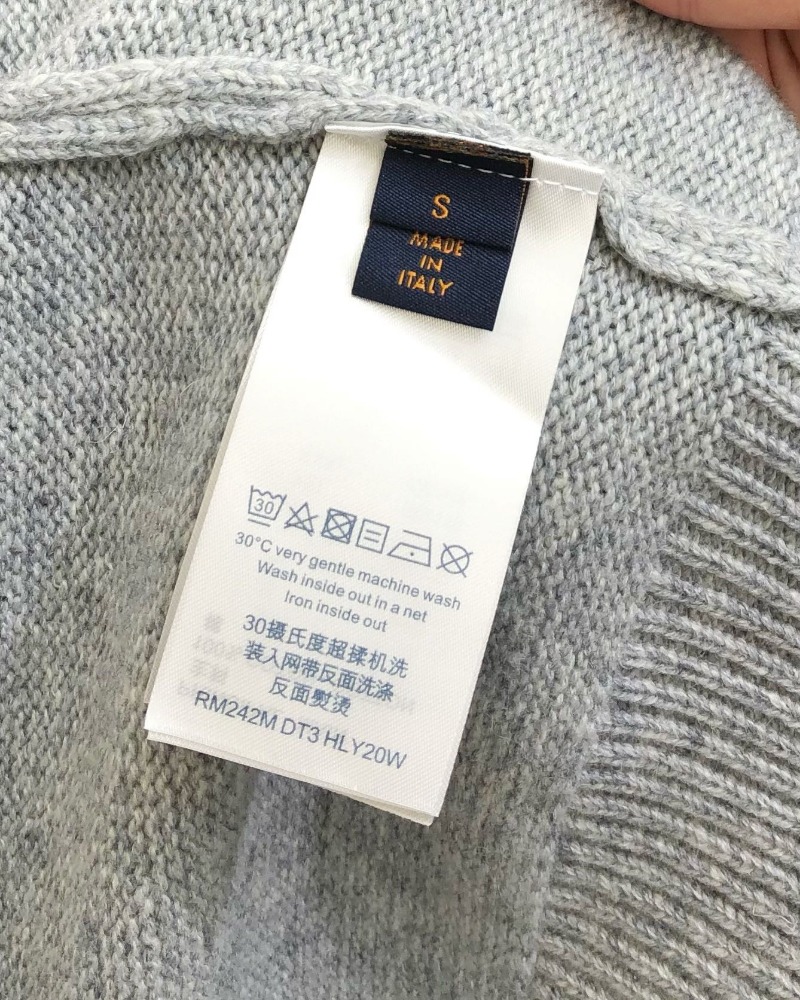 S
MADE
IN
ITALY
30
30°C very gentle machine wash
Wash inside out in a net
Iron inside out
30摄氏度超揉机洗
装入网带反面洗涤
反面熨烫
RM242M DT3 HLY20W